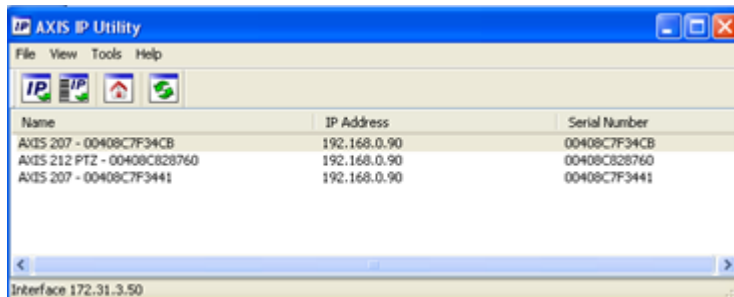 AXIS IP Utility
File View Tools Help
IP IP
Name IP Address Serial Number
AXIS 207 - 00408C7F34CB 192.168.0.90 00408C7F34CB
AXIS 212 PTZ - 00408C828760 192.168.0.90 00408C828760
AXIS 207 - 00408C7F3441 192.168.0.90 00408C7F3441
Interface 172.31.3.50